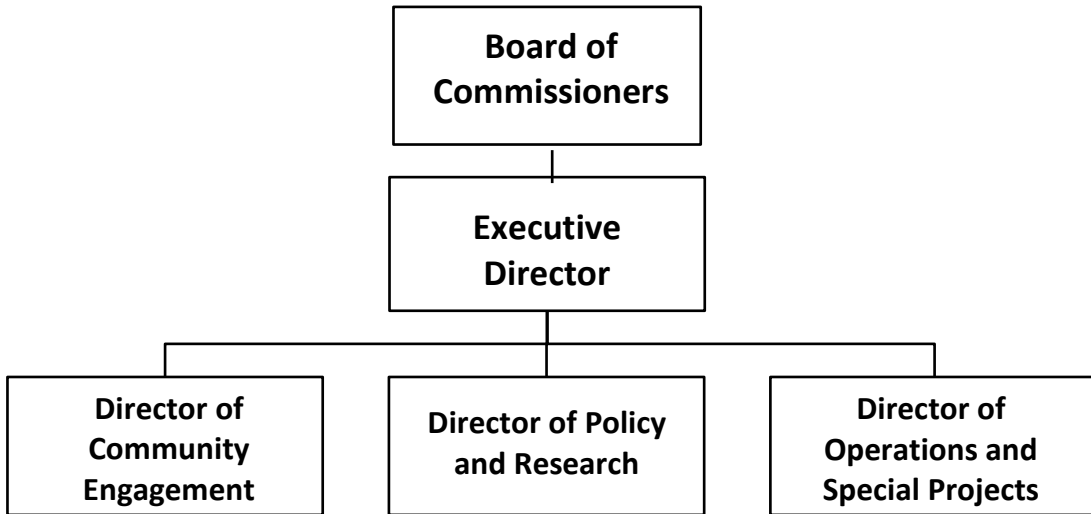 Board of
Commissioners
Executive
Director
Director of
Community
Engagement
Director of Policy
and Research
Director of
Operations and
Special Projects